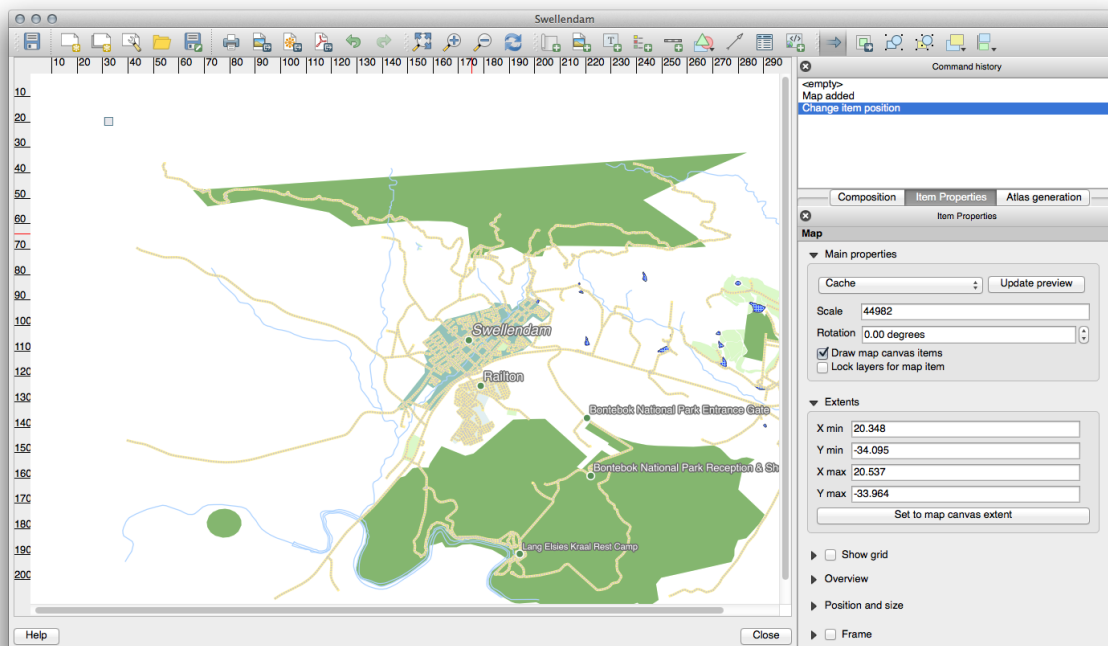 Swellendam
10 20 30 40 50 60 70 80 90 100 110 120 130 140 150 160 170 180 190 200 210 220 230 240 250 260 270 280 290
10
20
30
40
50
60
70
80
90
100
110
120
130
140
150
160
170
180
190
200
Swellendam
Railton
Bontebok National Park Entrance Gate
Bontebok National Park Reception & Sh
Lang Elsies Kraal Rest Camp
Help
Close
Command history
<empty>
Map added
Change item position
Composition Item Properties Atlas generation
Item Properties
Map
Main properties
Cache Update preview
Scale 44982
Rotation 0.00 degrees
Draw map canvas items
Lock layers for map item
Extents
X min 20.348
Y min -34.095
X max 20.537
Y max -33.964
Set to map canvas extent
Show grid
Overview
Position and size
Frame